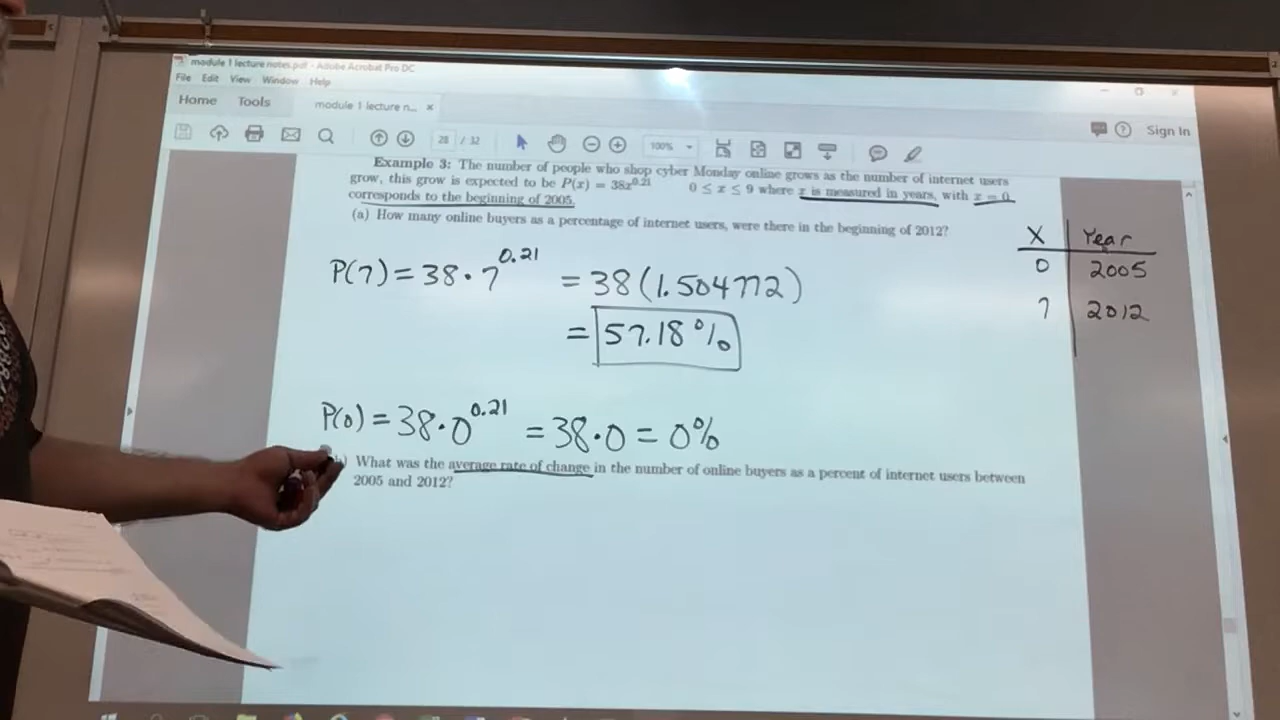 module 1 lecture notes.pdf - Adobe Acrobat Pro DC
File Edit View Window Help
Home Tools module 1 lecture n... ×
28 / 32 100% Sign In
Example 3: The number of people who shop cyber Monday online grows as the number of internet users
grow, this grow is expected to be P(x) = 38x^0.21 0 ≤ x ≤ 9 where x is measured in years, with x = 0
corresponds to the beginning of 2005.
(a) How many online buyers as a percentage of internet users, were there in the beginning of 2012?
X Year
0 2005
7 2012
P(7) = 38 • 7^0.21 = 38(1.504772)
= 57.18%
P(0) = 38 • 0^0.21 = 38 • 0 = 0%
) What was the average rate of change in the number of online buyers as a percent of internet users between
2005 and 2012?